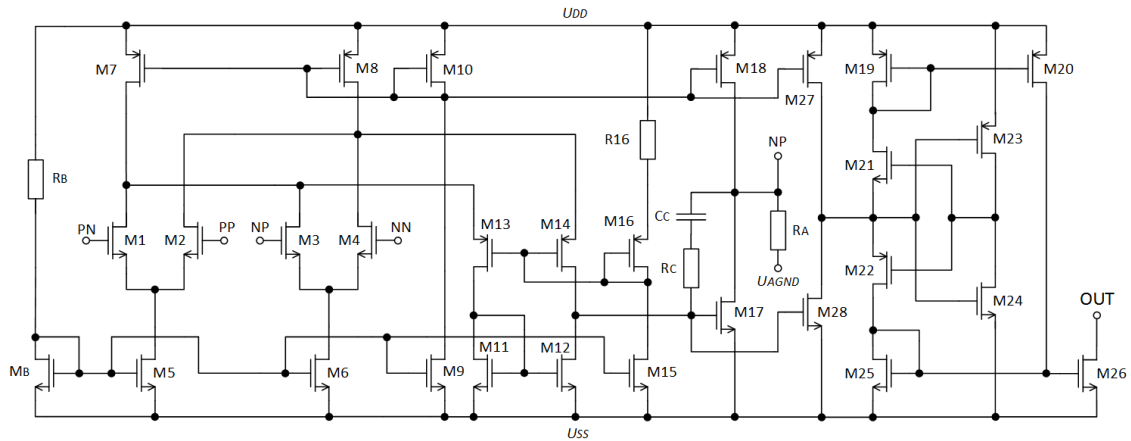 UDD
M7
M8
M10
M18
M27
M19
M20
RB
R16
NP
M21
M23
PN
M1
M2
PP
NP
M3
M4
NN
M13
M14
M16
CC
RC
RA
UAGND
M22
M24
OUT
MB
M5
M6
M9
M11
M12
M15
M17
M28
M25
M26
USS